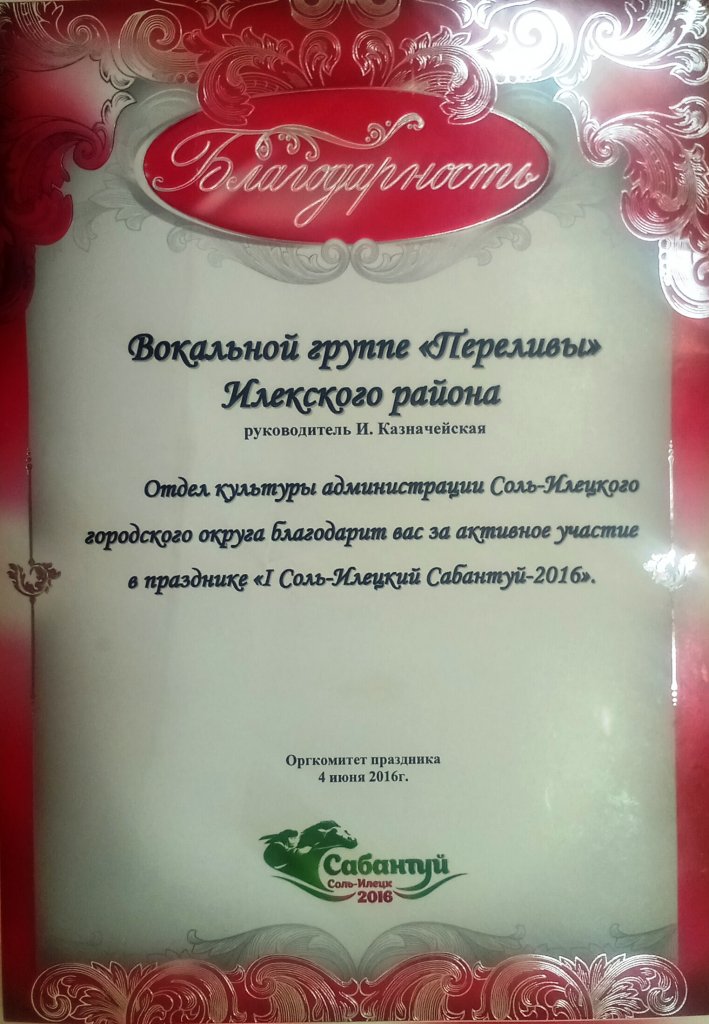 Благодарность
Вокальной группе «Переливы»
Илекского района
руководитель И. Казначейская
Отдел культуры администрации Соль-Илецкого
городского округа благодарит вас за активное участие
в празднике «I Соль-Илецкий Сабантуй-2016».
Оргкомитет праздника
4 июня 2016г.
Сабантуй
Соль-Илецк
2016